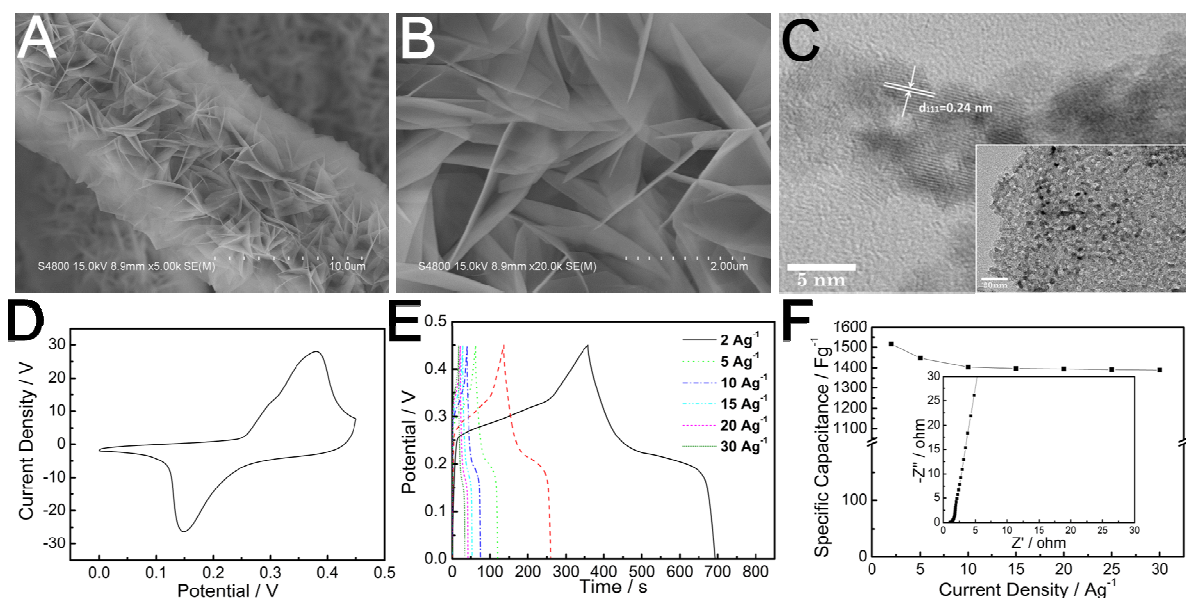 A
S4800 15.0kV 8.9mm x5.00k SE(M)
10.0um
B
S4800 15.0kV 8.9mm x20.0k SE(M)
2.00um
C
d₁₁₁=0.24 nm
5 nm
20nm
D
Current Density / V
30
20
10
0
-10
-20
-30
0.0 0.1 0.2 0.3 0.4 0.5
Potential / V
E
Potential / V
0.5
0.4
0.3
0.2
0.1
0.0
0 100 200 300 400 500 600 700 800
Time / s
2 Ag⁻¹
5 Ag⁻¹
10 Ag⁻¹
15 Ag⁻¹
20 Ag⁻¹
30 Ag⁻¹
F
Specific Capacitance / Fg⁻¹
1600
1500
1400
1300
1200
1100
100
0
0 5 10 15 20 25 30
Current Density / Ag⁻¹
-Z'' / ohm
30
25
20
15
10
5
0
0 5 10 15 20 25 30
Z' / ohm